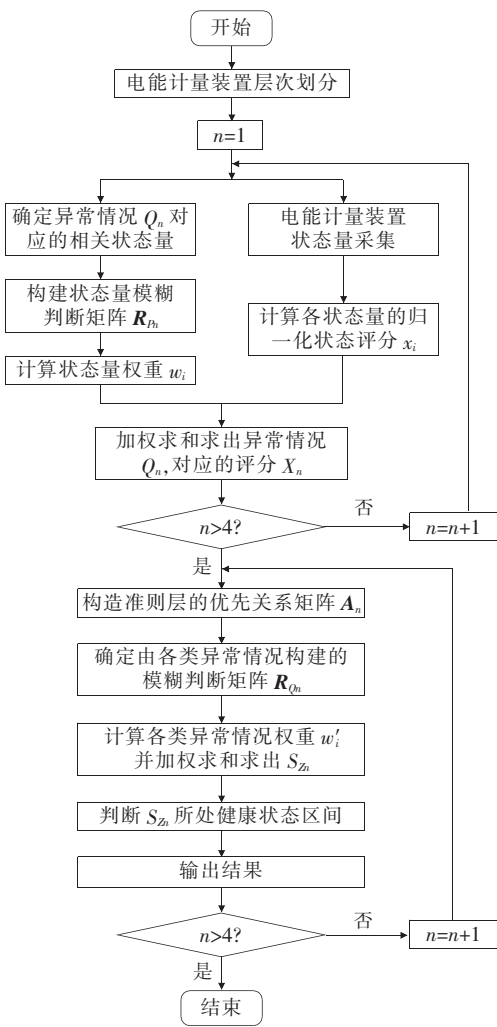 开始
电能计量装置层次划分
n=1
确定异常情况 Qn 对
应的相关状态量
电能计量装置
状态量采集
构建状态量模糊
判断矩阵 RPn
计算各状态量的归
一化状态评分 xi
计算状态量权重 wi
加权求和求出异常情况
Qn,对应的评分 Xn
n>4?
否
n=n+1
是
构造准则层的优先关系矩阵 An
确定由各类异常情况构建的
模糊判断矩阵 RQn
计算各类异常情况权重 w′i
并加权求和求出 SZn
判断 SZn 所处健康状态区间
输出结果
n>4?
否
n=n+1
是
结束